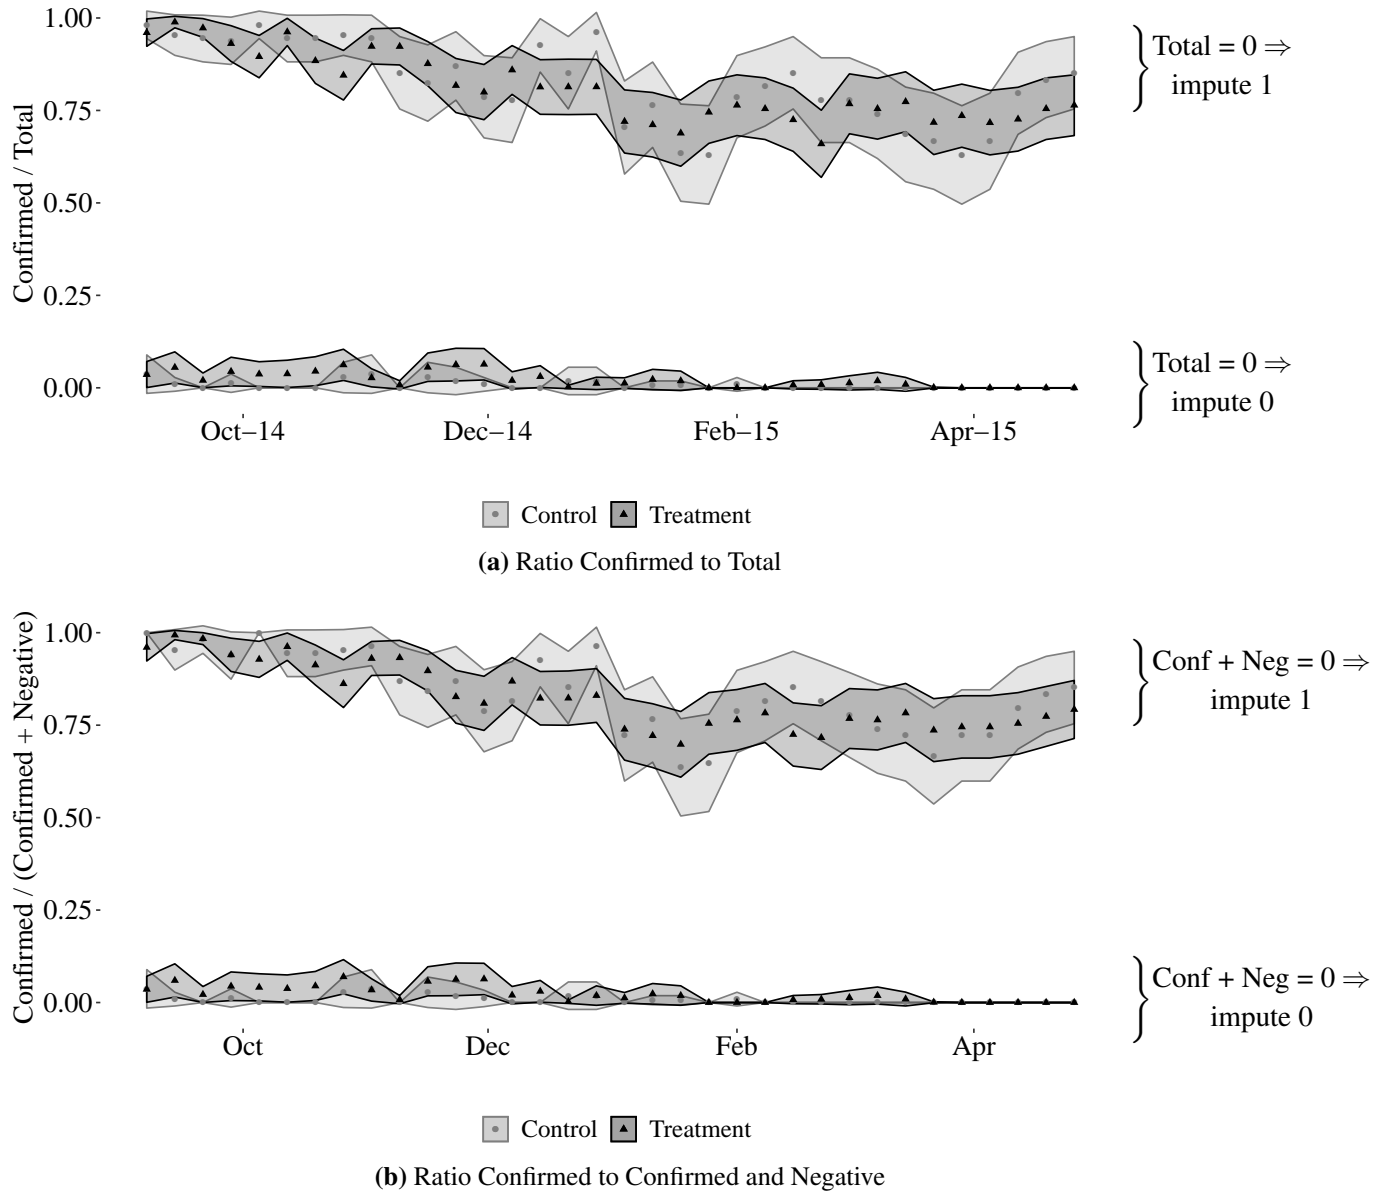 Confirmed / Total
1.00
0.75
0.50
0.25
0.00
Oct–14
Dec–14
Feb–15
Apr–15
Total = 0 ⇒
impute 1
Total = 0 ⇒
impute 0
Control
Treatment
(a) Ratio Confirmed to Total
Confirmed / (Confirmed + Negative)
1.00
0.75
0.50
0.25
0.00
Oct
Dec
Feb
Apr
Conf + Neg = 0 ⇒
impute 1
Conf + Neg = 0 ⇒
impute 0
Control
Treatment
(b) Ratio Confirmed to Confirmed and Negative